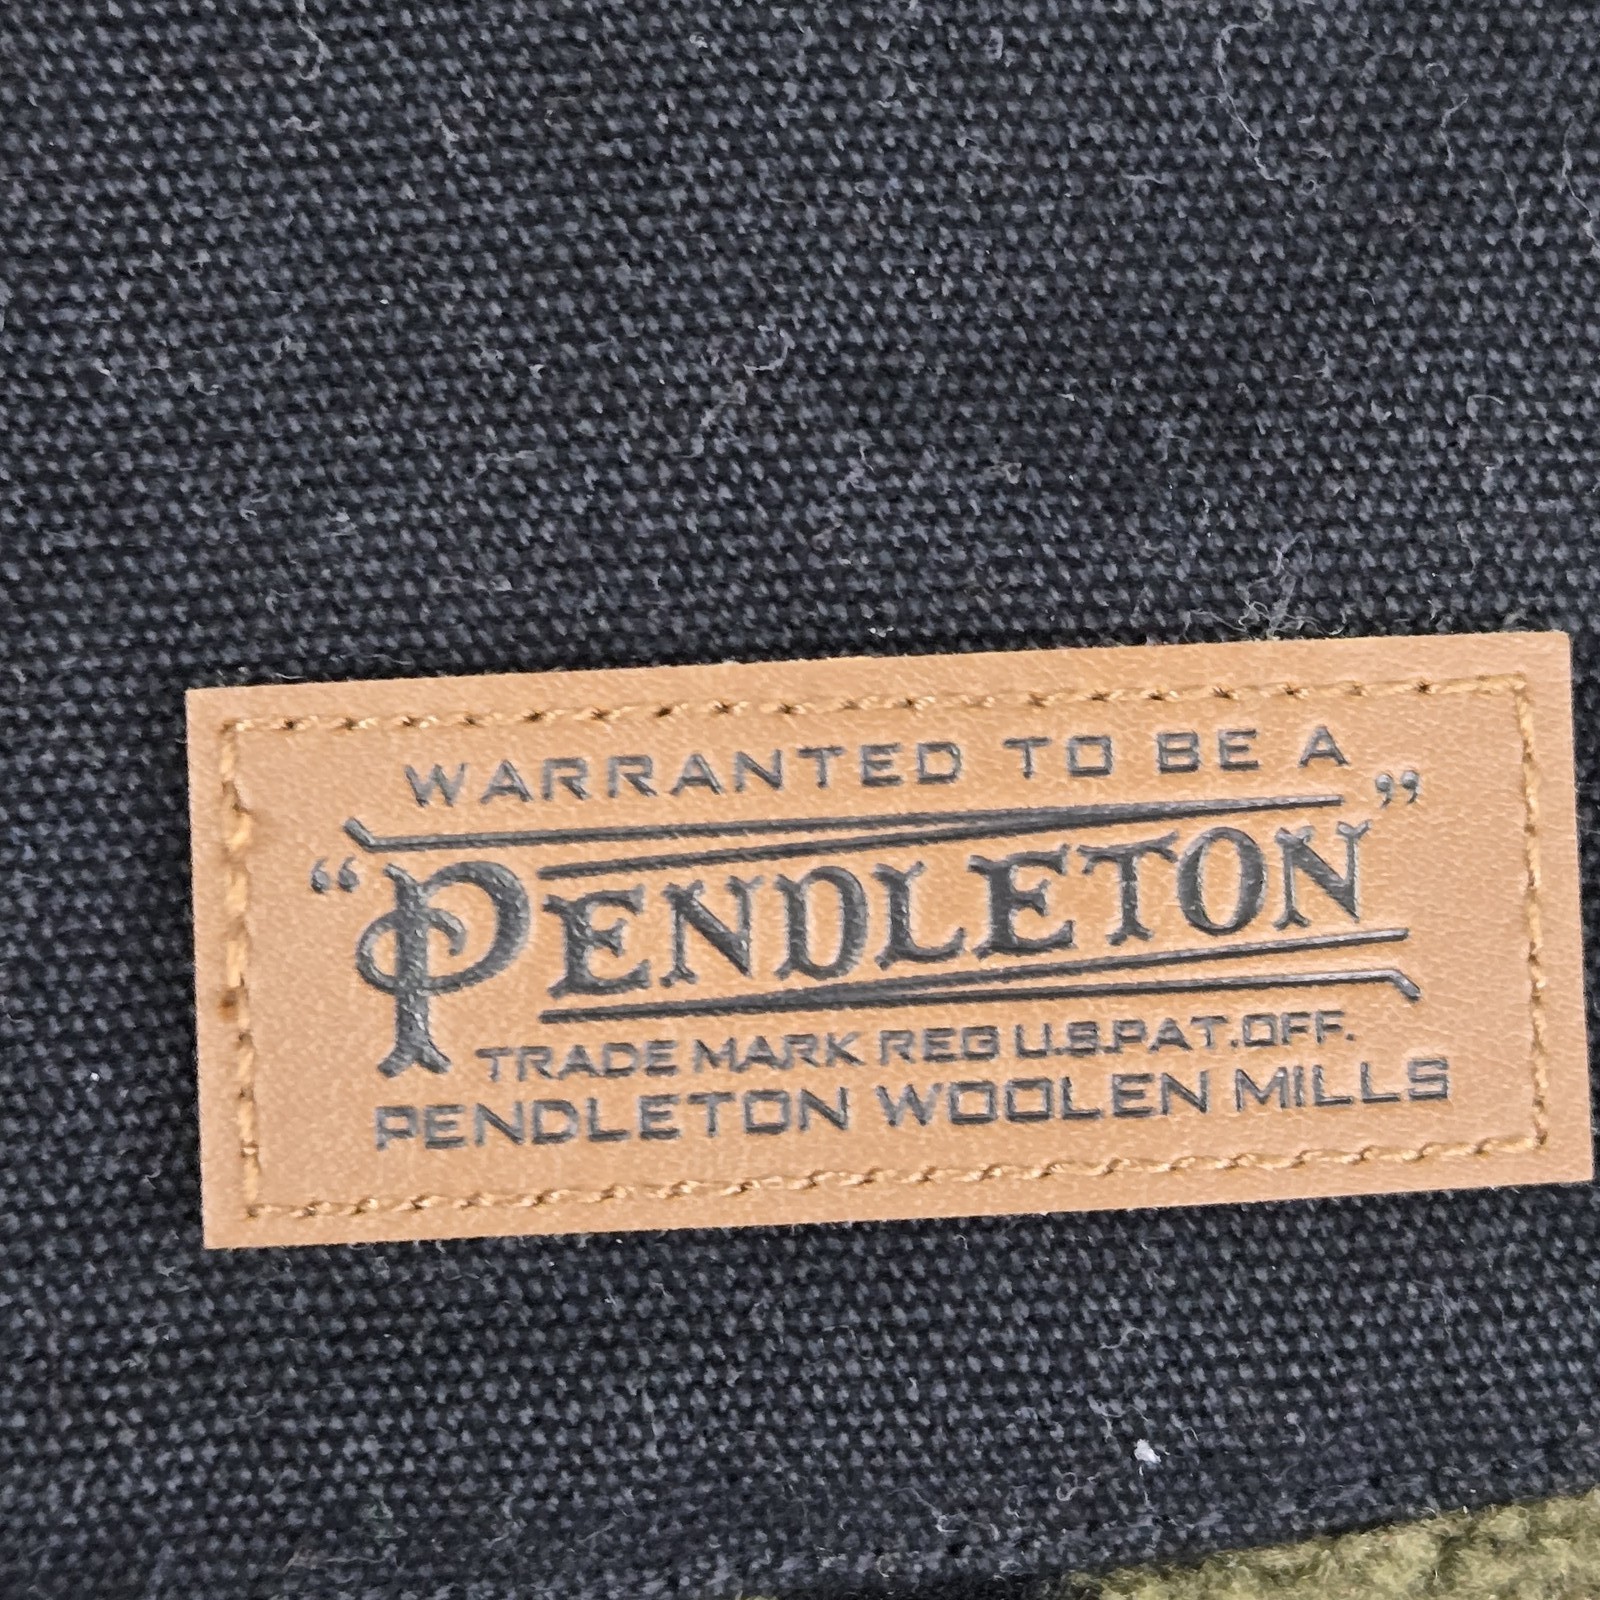 WARRANTED TO BE A
“PENDLETON”
TRADE MARK REG U.S.PAT.OFF.
PENDLETON WOOLEN MILLS